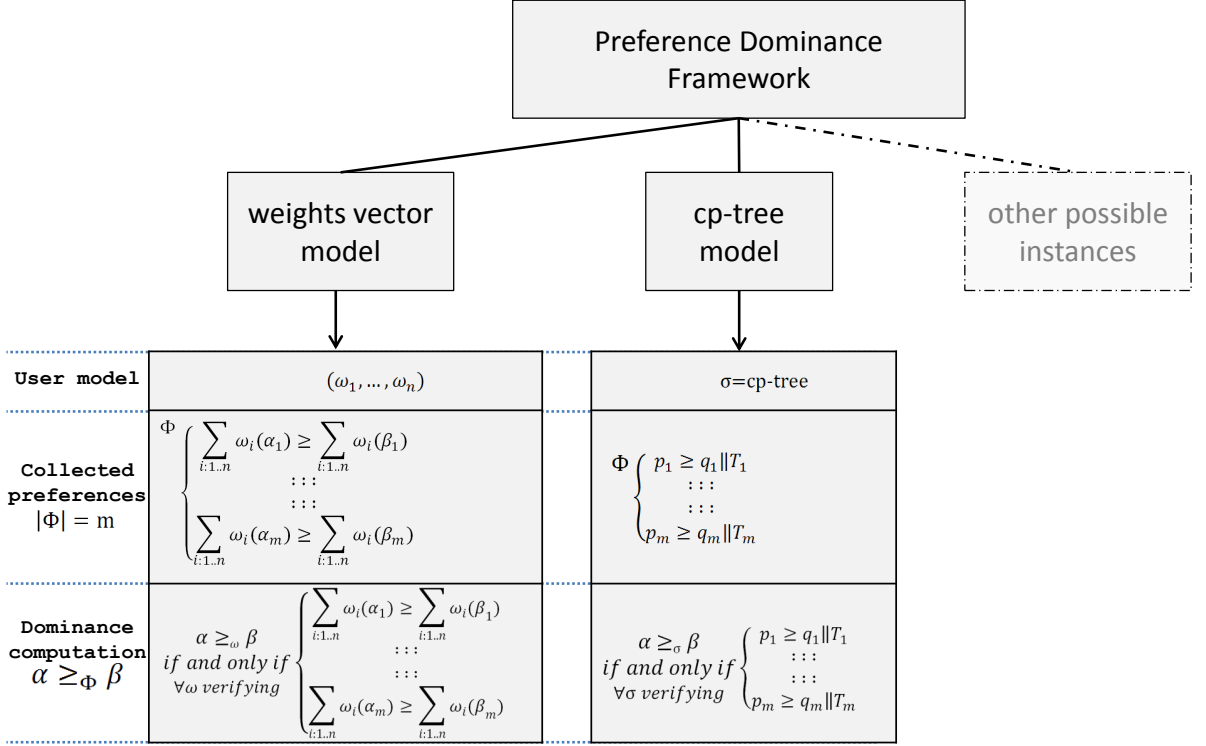 Preference Dominance
Framework
weights vector
model
cp-tree
model
other possible
instances
User model
(ω₁, … , ωₙ)
σ=cp-tree
Collected
preferences
|Φ| = m
Φ { ∑_{i:1..n} ωᵢ(α₁) ≥ ∑_{i:1..n} ωᵢ(β₁)
: : :
: : :
∑_{i:1..n} ωᵢ(αₘ) ≥ ∑_{i:1..n} ωᵢ(βₘ)
Φ { p₁ ≥ q₁||T₁
: : :
: : :
pₘ ≥ qₘ||Tₘ
Dominance
computation
α ≥_Φ β
α ≥_ω β
if and only if
∀ω verifying
{ ∑_{i:1..n} ωᵢ(α₁) ≥ ∑_{i:1..n} ωᵢ(β₁)
: : :
: : :
∑_{i:1..n} ωᵢ(αₘ) ≥ ∑_{i:1..n} ωᵢ(βₘ)
α ≥_σ β
if and only if
∀σ verifying
{ p₁ ≥ q₁||T₁
: : :
: : :
pₘ ≥ qₘ||Tₘ